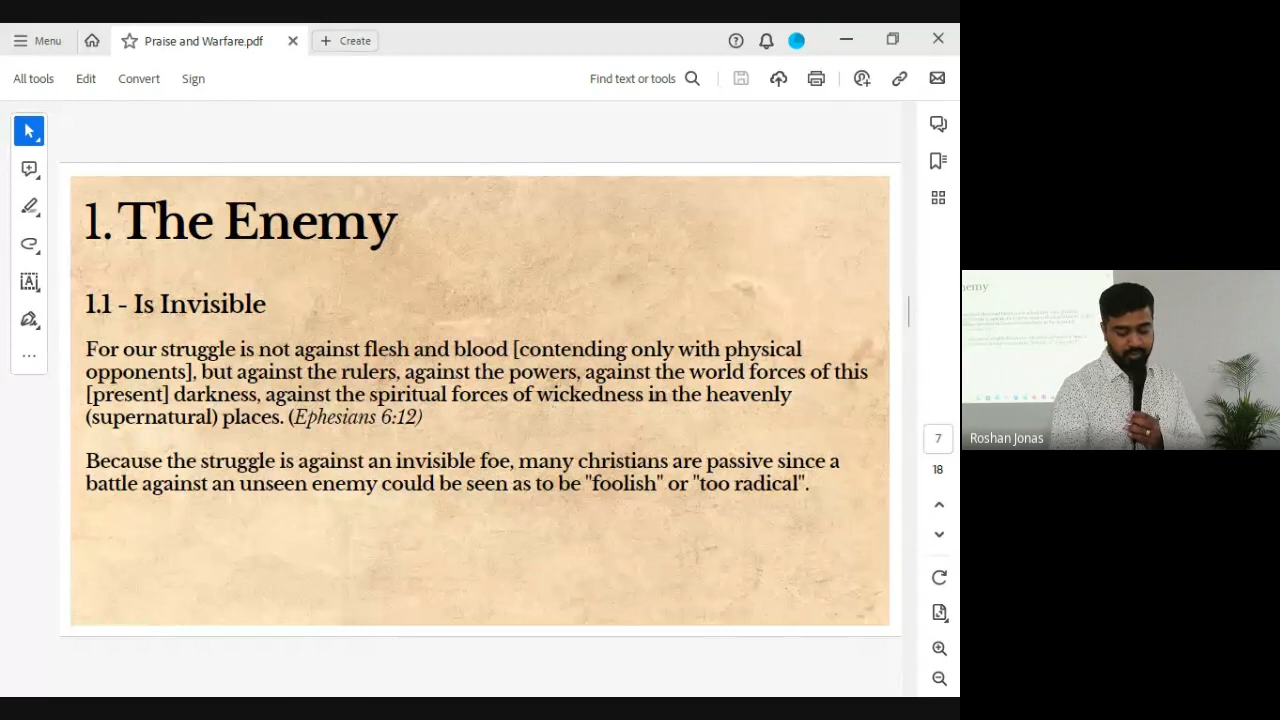 Menu
Praise and Warfare.pdf
Create
All tools
Edit
Convert
Sign
Find text or tools
1. The Enemy
1.1 - Is Invisible
For our struggle is not against flesh and blood [contending only with physical
opponents], but against the rulers, against the powers, against the world forces of this
[present] darkness, against the spiritual forces of wickedness in the heavenly
(supernatural) places. (Ephesians 6:12)
Because the struggle is against an invisible foe, many christians are passive since a
battle against an unseen enemy could be seen as to be "foolish" or "too radical".
7
18
emy
Roshan Jonas